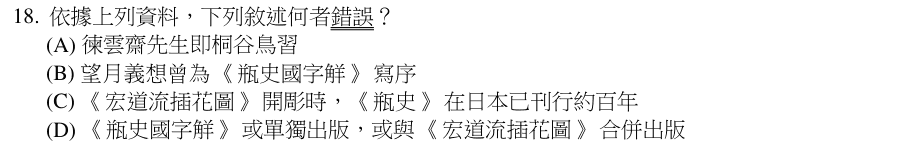 18. 依據上列資料，下列敘述何者錯誤？
(A) 徠雲齋先生即桐谷鳥習
(B) 望月義想曾為《瓶史國字解》寫序
(C) 《宏道流插花圖》開彫時，《瓶史》在日本已刊行約百年
(D) 《瓶史國字解》或單獨出版，或與《宏道流插花圖》合併出版